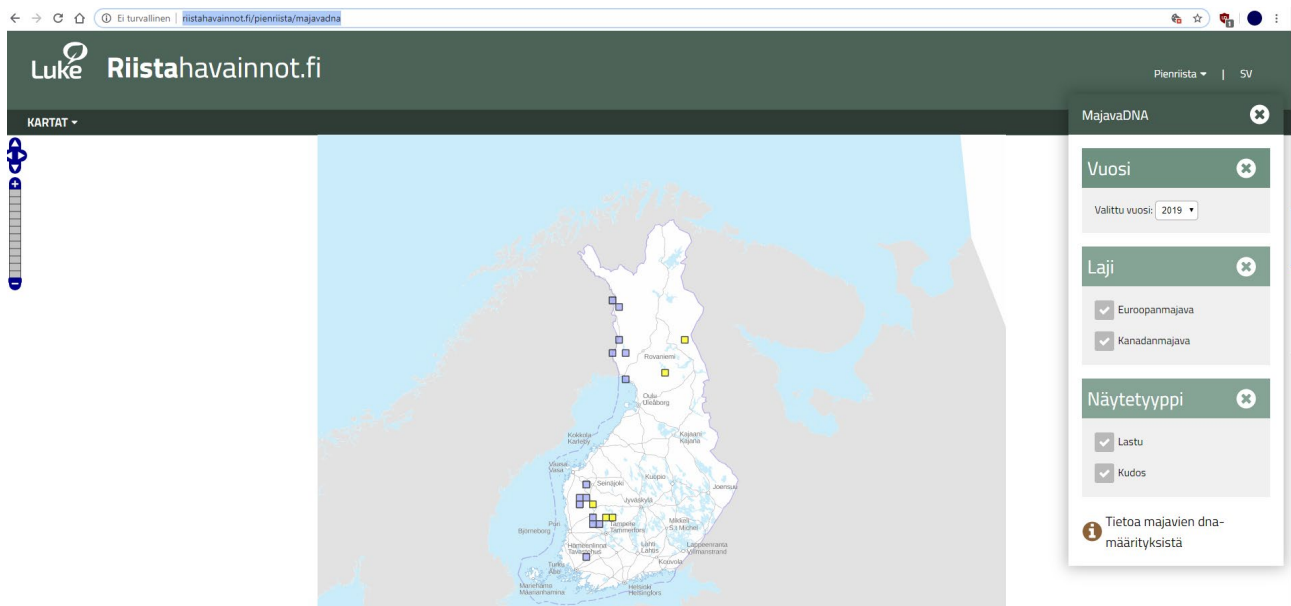 Ei turvallinen | riistahavainnot.fi/pienriista/majavadna
Luke Riistahavainnot.fi
Pienriista | SV
KARTAT
MajavaDNA
Vuosi
Valittu vuosi: 2019
Laji
Euroopanmajava
Kanadanmajava
Näytetyyppi
Lastu
Kudos
Tietoa majavien dna-
määrityksistä
Rovaniemi
Oulu
Uleåborg
Kokkola
Karleby
Kajaani
Kajana
Vaasa
Vasa
Seinäjoki
Kuopio
Joensuu
Jyväskylä
Pori
Björneborg
Tampere
Tammerfors
Mikkeli
S:t Michel
Hämeenlinna
Tavastehus
Lahti
Lahtis
Lappeenranta
Villmanstrand
Kouvola
Turku
Åbo
Helsinki
Helsingfors